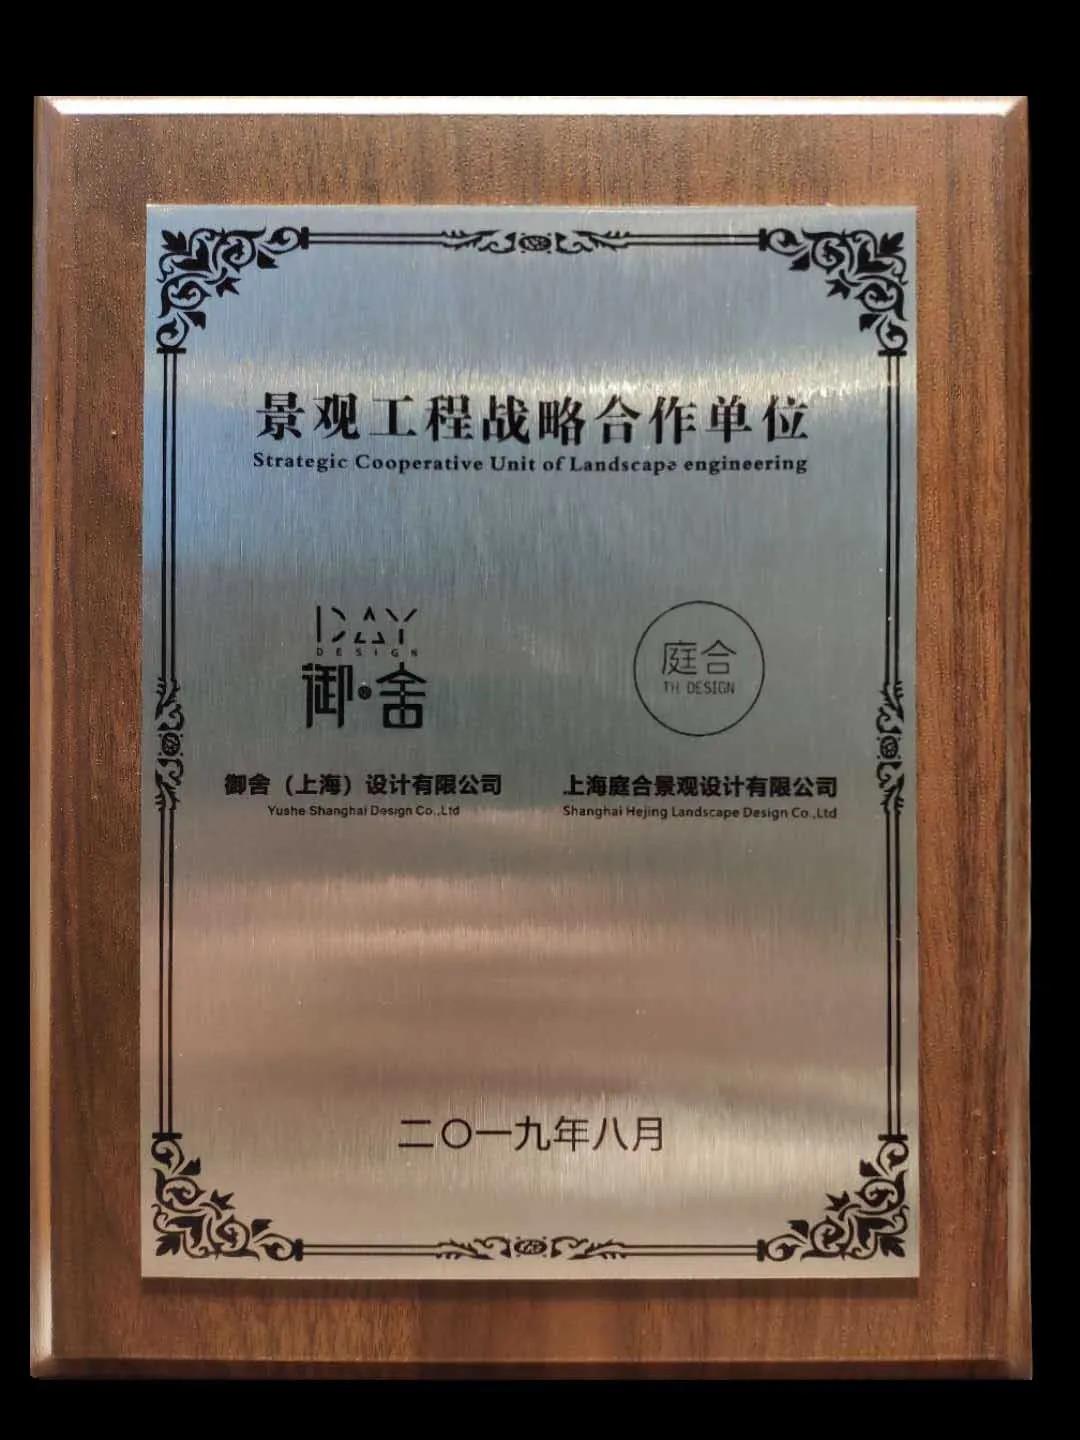 景观工程战略合作单位
Strategic Cooperative Unit of Landscape engineering
DAY
DESIGN
御舍
庭合
TH DESIGN
御舍（上海）设计有限公司
Yushe Shanghai Design Co.,Ltd
上海庭合景观设计有限公司
Shanghai Hejing Landscape Design Co.,Ltd
二〇一九年八月